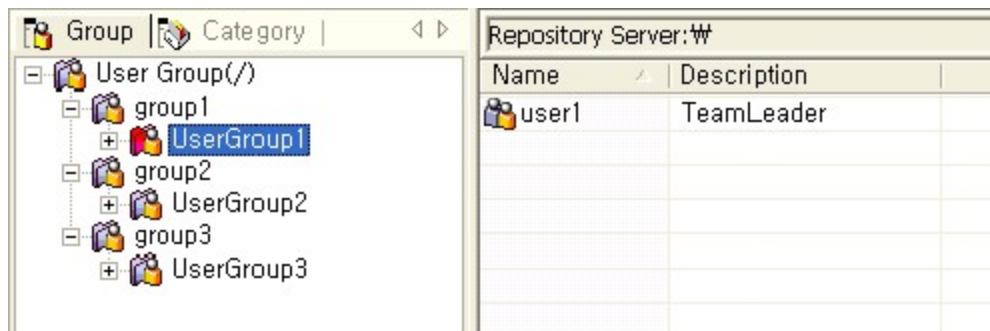 Group Category
User Group(/)
group1
UserGroup1
group2
UserGroup2
group3
UserGroup3
Repository Server:₩
Name Description
user1 TeamLeader